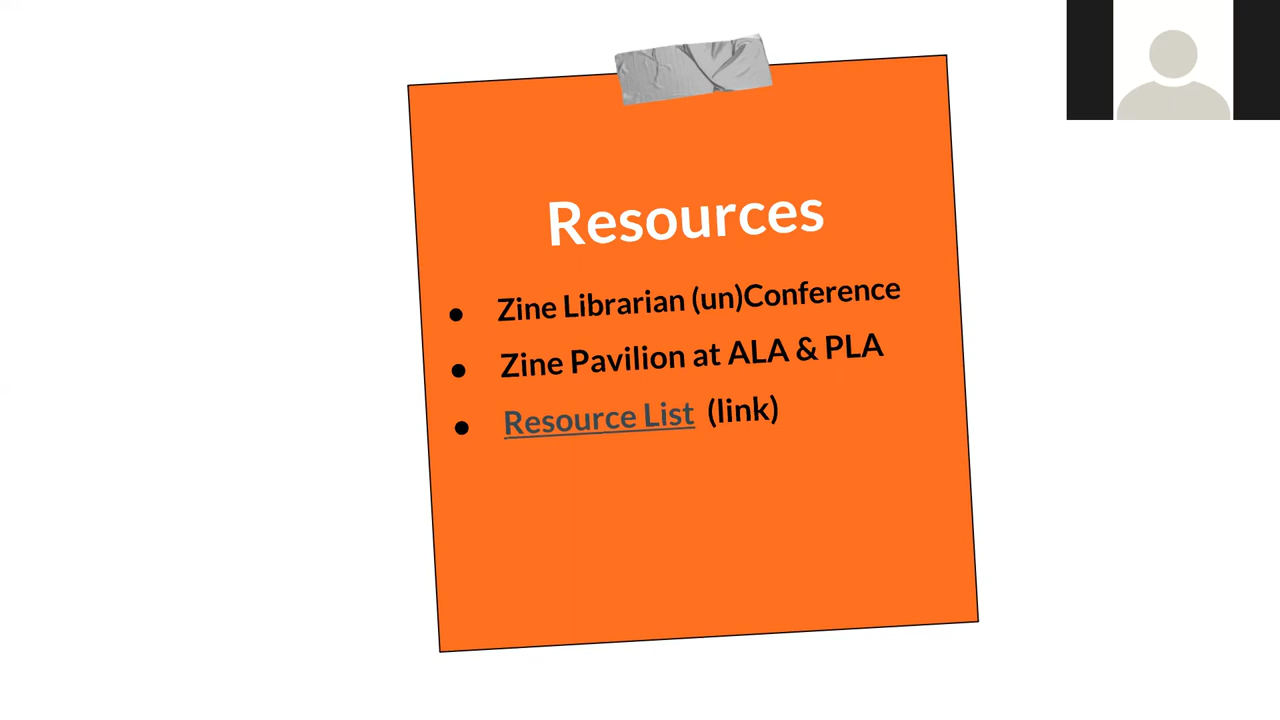 Resources
● Zine Librarian (un)Conference
● Zine Pavilion at ALA & PLA
● Resource List (link)